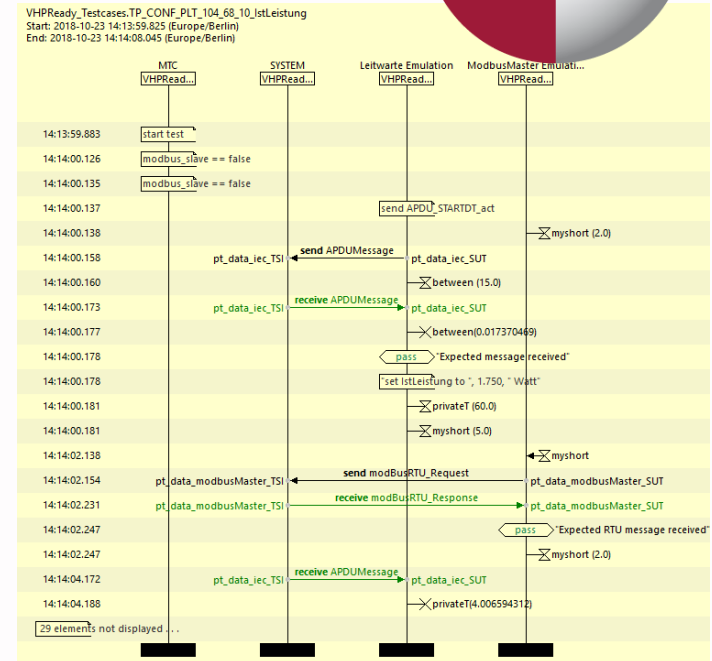 VHPReady_Testcases.TP_CONF_PLT_104_68_10_IstLeistung
Start: 2018-10-23 14:13:59.825 (Europe/Berlin)
End: 2018-10-23 14:14:08.045 (Europe/Berlin)
MTC SYSTEM Leitwarte Emulation ModbusMaster Emulati...
VHPRead... VHPRead... VHPRead... VHPRead...
14:13:59.883 start test
14:14:00.126 modbus_slave == false
14:14:00.135 modbus_slave == false
14:14:00.137 send APDU_STARTDT_act
14:14:00.138 myshort (2.0)
14:14:00.158 pt_data_iec_TSI send APDUMessage pt_data_iec_SUT
14:14:00.160 between (15.0)
14:14:00.173 pt_data_iec_TSI receive APDUMessage pt_data_iec_SUT
14:14:00.177 between(0.017370469)
14:14:00.178 pass "Expected message received"
14:14:00.178 "set IstLeistung to ", 1.750, " Watt"
14:14:00.181 privateT (60.0)
14:14:00.181 myshort (5.0)
14:14:02.138 myshort
14:14:02.154 pt_data_modbusMaster_TSI send modBusRTU_Request pt_data_modbusMaster_SUT
14:14:02.231 pt_data_modbusMaster_TSI receive modBusRTU_Response pt_data_modbusMaster_SUT
14:14:02.247 pass "Expected RTU message received"
14:14:02.247 myshort (2.0)
14:14:04.172 pt_data_iec_TSI receive APDUMessage pt_data_iec_SUT
14:14:04.188 privateT(4.006594312)
29 elements not displayed . . .